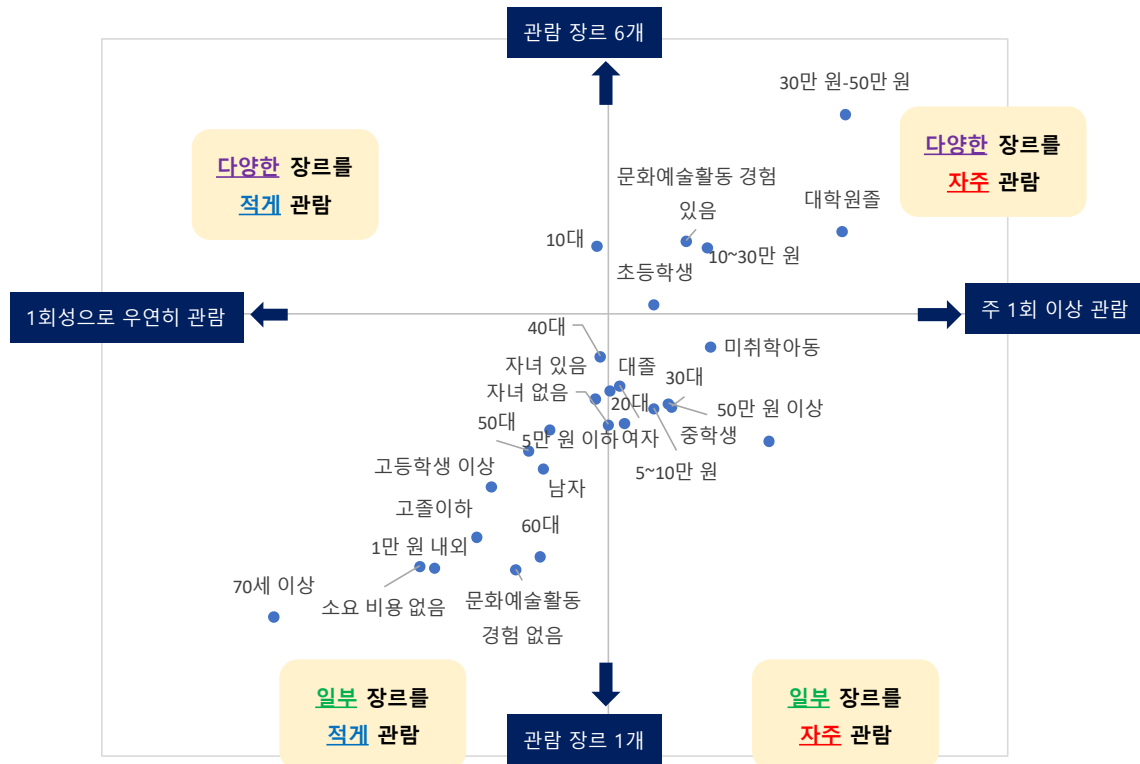 관람 장르 6개
30만 원-50만 원
다양한 장르를
적게 관람
다양한 장르를
자주 관람
문화예술활동 경험
있음
대학원졸
10대
10~30만 원
초등학생
1회성으로 우연히 관람
주 1회 이상 관람
40대
미취학아동
자녀 있음
대졸
자녀 없음
20대
30대
50만 원 이상
50대
5만 원 이하
여자
중학생
고등학생 이상
남자
5~10만 원
고졸이하
60대
1만 원 내외
70세 이상
소요 비용 없음
문화예술활동
경험 없음
일부 장르를
적게 관람
일부 장르를
자주 관람
관람 장르 1개